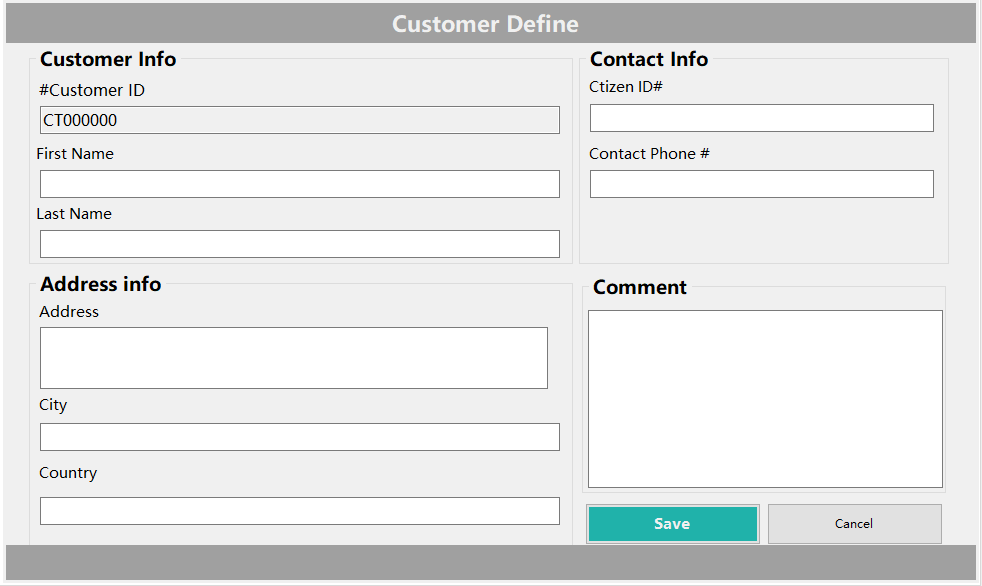 Customer Define
Customer Info
#Customer ID
CT000000
First Name
Last Name
Contact Info
Ctizen ID#
Contact Phone #
Address info
Address
City
Country
Comment
Save
Cancel